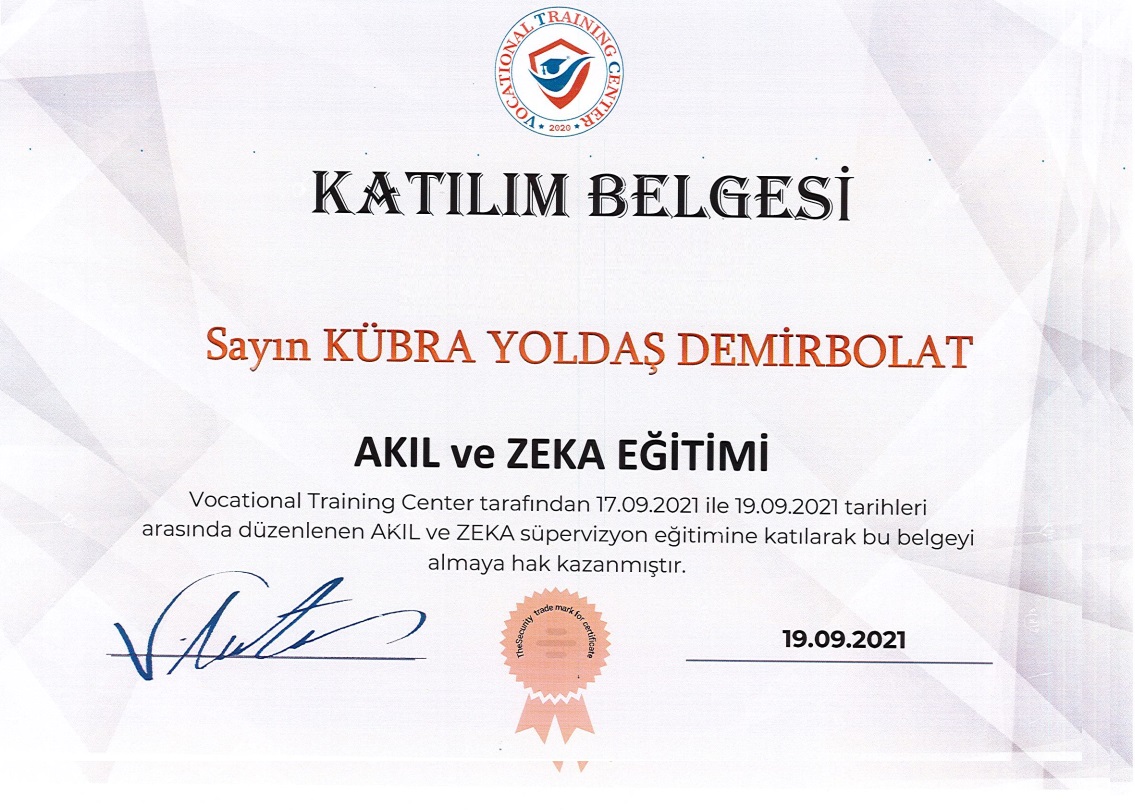 VOCATIONAL TRAINING CENTER
2020
KATILIM BELGESİ
Sayın KÜBRA YOLDAŞ DEMİRBOLAT
AKIL ve ZEKA EĞİTİMİ
Vocational Training Center tarafından 17.09.2021 ile 19.09.2021 tarihleri
arasında düzenlenen AKIL ve ZEKA süpervizyon eğitimine katılarak bu belgeyi
almaya hak kazanmıştır.
TheSecurity trade mark for certificate
19.09.2021